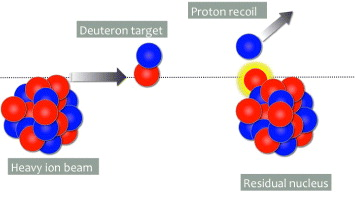 Proton recoil
Deuteron target
Heavy ion beam
Residual nucleus